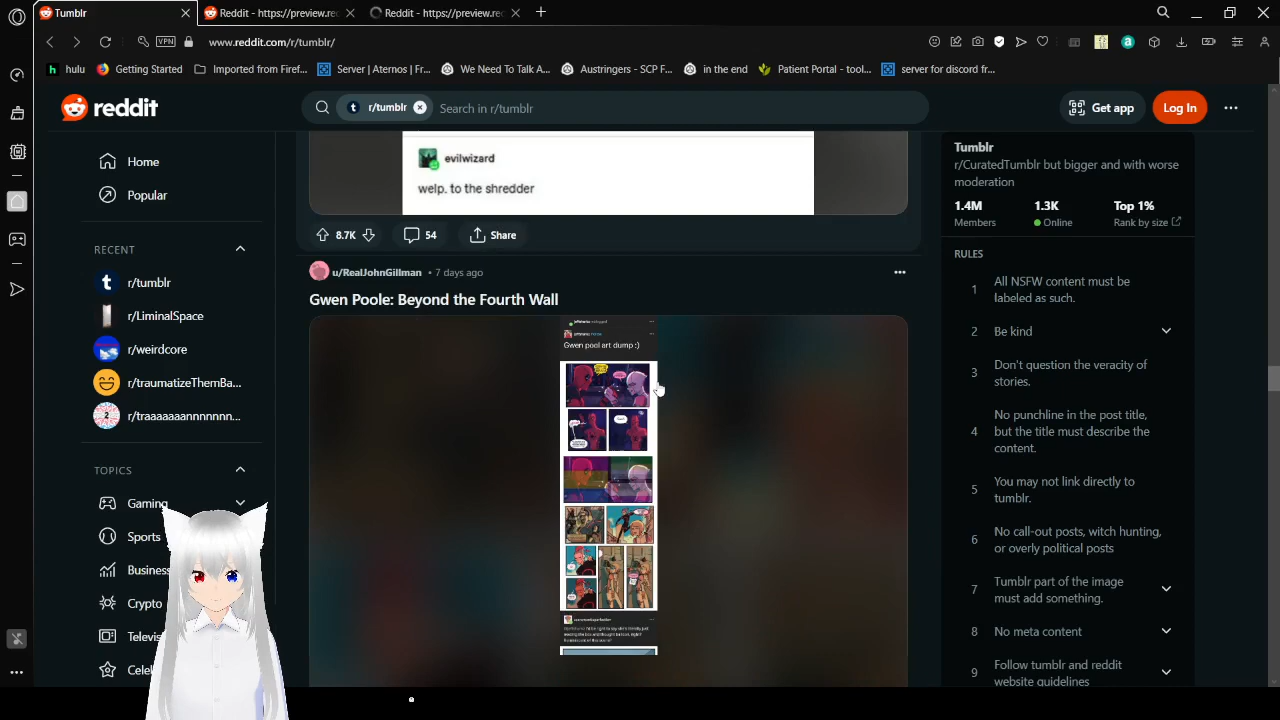 Tumblr
Reddit - https://preview.re
Reddit - https://preview.re
VPN
www.reddit.com/r/tumblr/
hulu
Getting Started
Imported from Firef...
Server | Aternos | Fr...
We Need To Talk A...
Austringers - SCP F...
in the end
Patient Portal - tool...
server for discord fr...
reddit
r/tumblr
Search in r/tumblr
Get app
Log In
Home
Popular
RECENT
r/tumblr
r/LiminalSpace
r/weirdcore
r/traumatizeThemBa...
r/traaaaaaannnnnnn...
TOPICS
Gaming
Sports
Business
Crypto
Televis
Celeb
evilwizard
welp. to the shredder
8.7K
54
Share
u/RealJohnGillman • 7 days ago
Gwen Poole: Beyond the Fourth Wall
Gwen pool art dump :)
Tumblr
r/CuratedTumblr but bigger and with worse
moderation
1.4M 1.3K Top 1%
Members Online Rank by size
RULES
1 All NSFW content must be
labeled as such.
2 Be kind
3 Don't question the veracity of
stories.
4 No punchline in the post title,
but the title must describe the
content.
5 You may not link directly to
tumblr.
6 No call-out posts, witch hunting,
or overly political posts
7 Tumblr part of the image
must add something.
8 No meta content
9 Follow tumblr and reddit
website guidelines